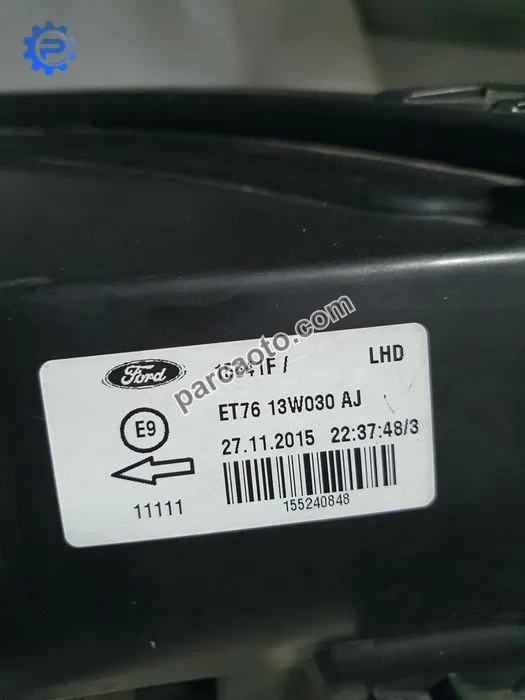 P
Ford
LHD
parcaoto.com
ET76 13W030 AJ
E9
27.11.2015 22:37:48/3
11111
155240848